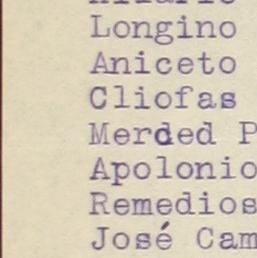 Longino
Aniceto
Cliofas
Merded P
Apolonio
Remedios
José Cam